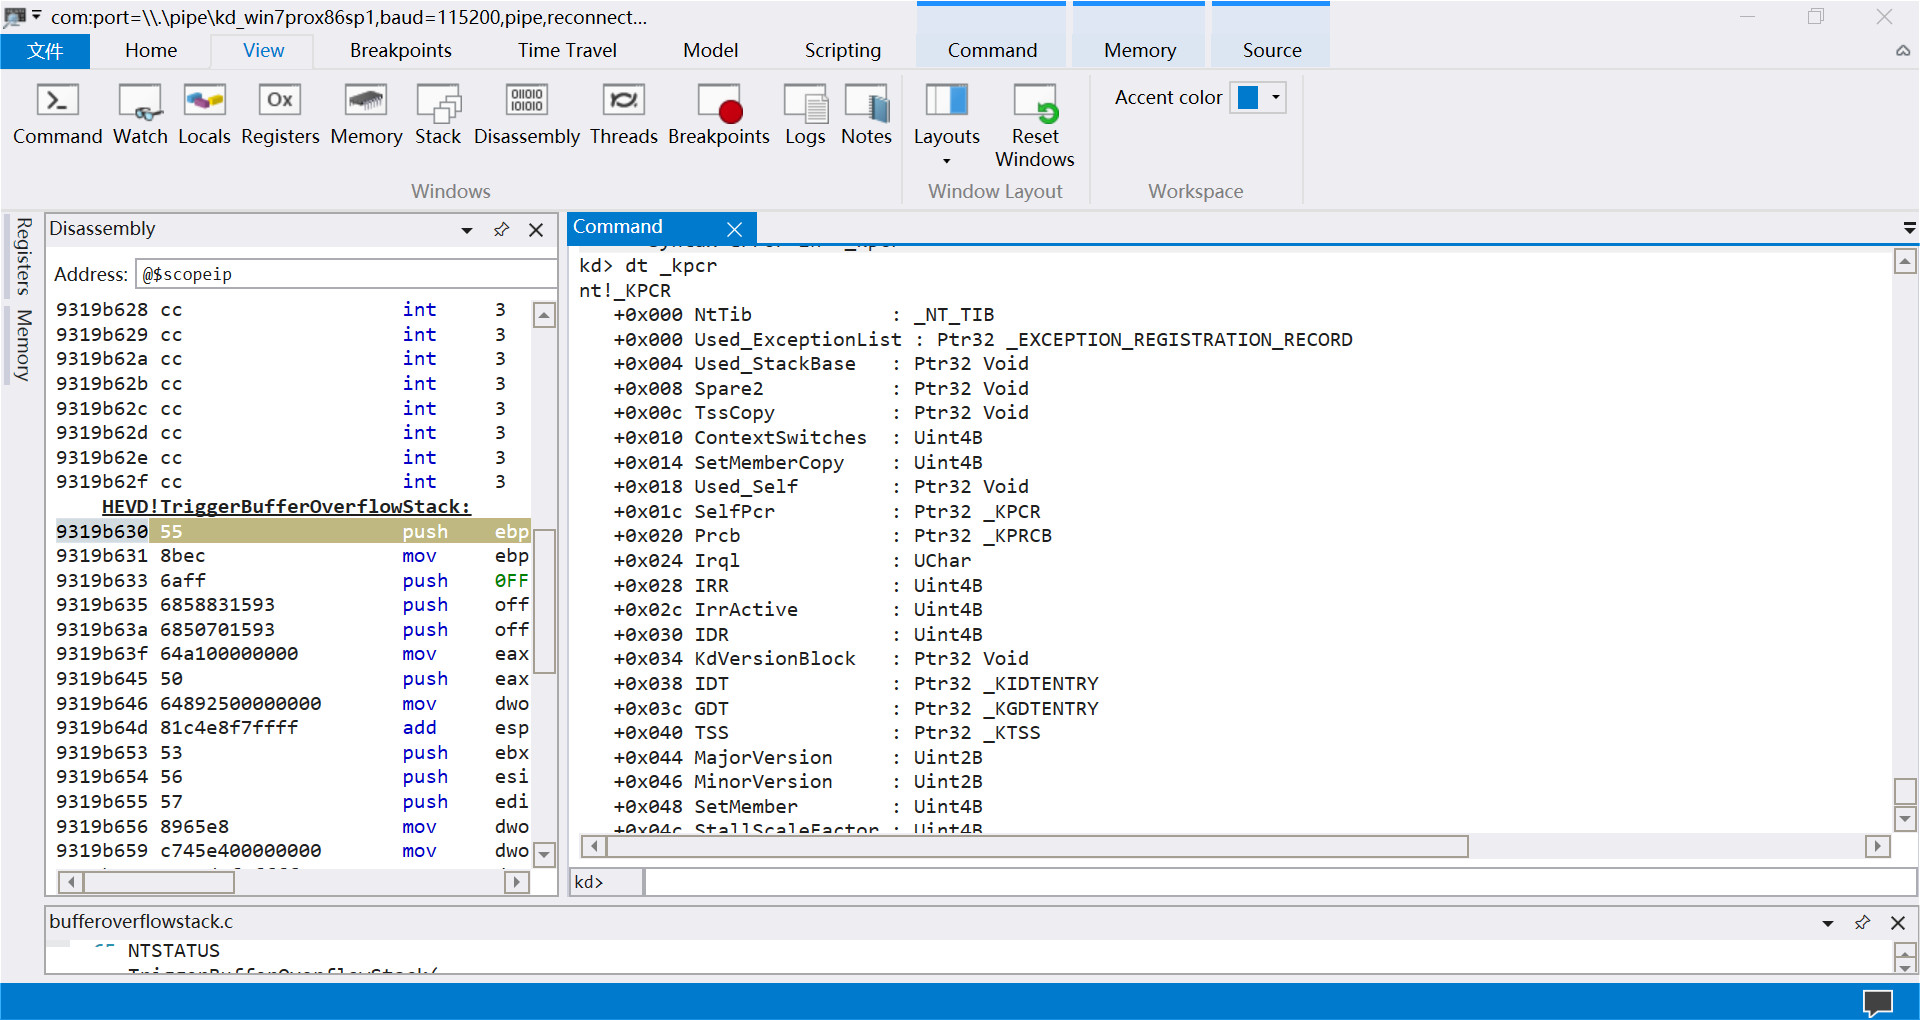 com:port=\\.\pipe\kd_win7prox86sp1,baud=115200,pipe,reconnect...
文件 Home View Breakpoints Time Travel Model Scripting Command Memory Source
Command Watch Locals Registers Memory Stack Disassembly Threads Breakpoints Logs Notes Layouts Reset Windows
Accent color
Windows Window Layout Workspace
Registers
Memory
Disassembly
Address: @$scopeip
9319b628 cc int 3
9319b629 cc int 3
9319b62a cc int 3
9319b62b cc int 3
9319b62c cc int 3
9319b62d cc int 3
9319b62e cc int 3
9319b62f cc int 3
HEVD!TriggerBufferOverflowStack:
9319b630 55 push ebp
9319b631 8bec mov ebp
9319b633 6aff push 0FF
9319b635 6858831593 push off
9319b63a 6850701593 push off
9319b63f 64a100000000 mov eax
9319b645 50 push eax
9319b646 64892500000000 mov dwo
9319b64d 81c4e8f7ffff add esp
9319b653 53 push ebx
9319b654 56 push esi
9319b655 57 push edi
9319b656 8965e8 mov dwo
9319b659 c745e400000000 mov dwo
Command
kd> dt _kpcr
nt!_KPCR
+0x000 NtTib : _NT_TIB
+0x000 Used_ExceptionList : Ptr32 _EXCEPTION_REGISTRATION_RECORD
+0x004 Used_StackBase : Ptr32 Void
+0x008 Spare2 : Ptr32 Void
+0x00c TssCopy : Ptr32 Void
+0x010 ContextSwitches : Uint4B
+0x014 SetMemberCopy : Uint4B
+0x018 Used_Self : Ptr32 Void
+0x01c SelfPcr : Ptr32 _KPCR
+0x020 Prcb : Ptr32 _KPRCB
+0x024 Irql : UChar
+0x028 IRR : Uint4B
+0x02c IrrActive : Uint4B
+0x030 IDR : Uint4B
+0x034 KdVersionBlock : Ptr32 Void
+0x038 IDT : Ptr32 _KIDTENTRY
+0x03c GDT : Ptr32 _KGDTENTRY
+0x040 TSS : Ptr32 _KTSS
+0x044 MajorVersion : Uint2B
+0x046 MinorVersion : Uint2B
+0x048 SetMember : Uint4B
+0x04c StallScaleFactor : Uint4B
kd>
bufferoverflowstack.c
NTSTATUS
TriggerBufferOverflowStack(